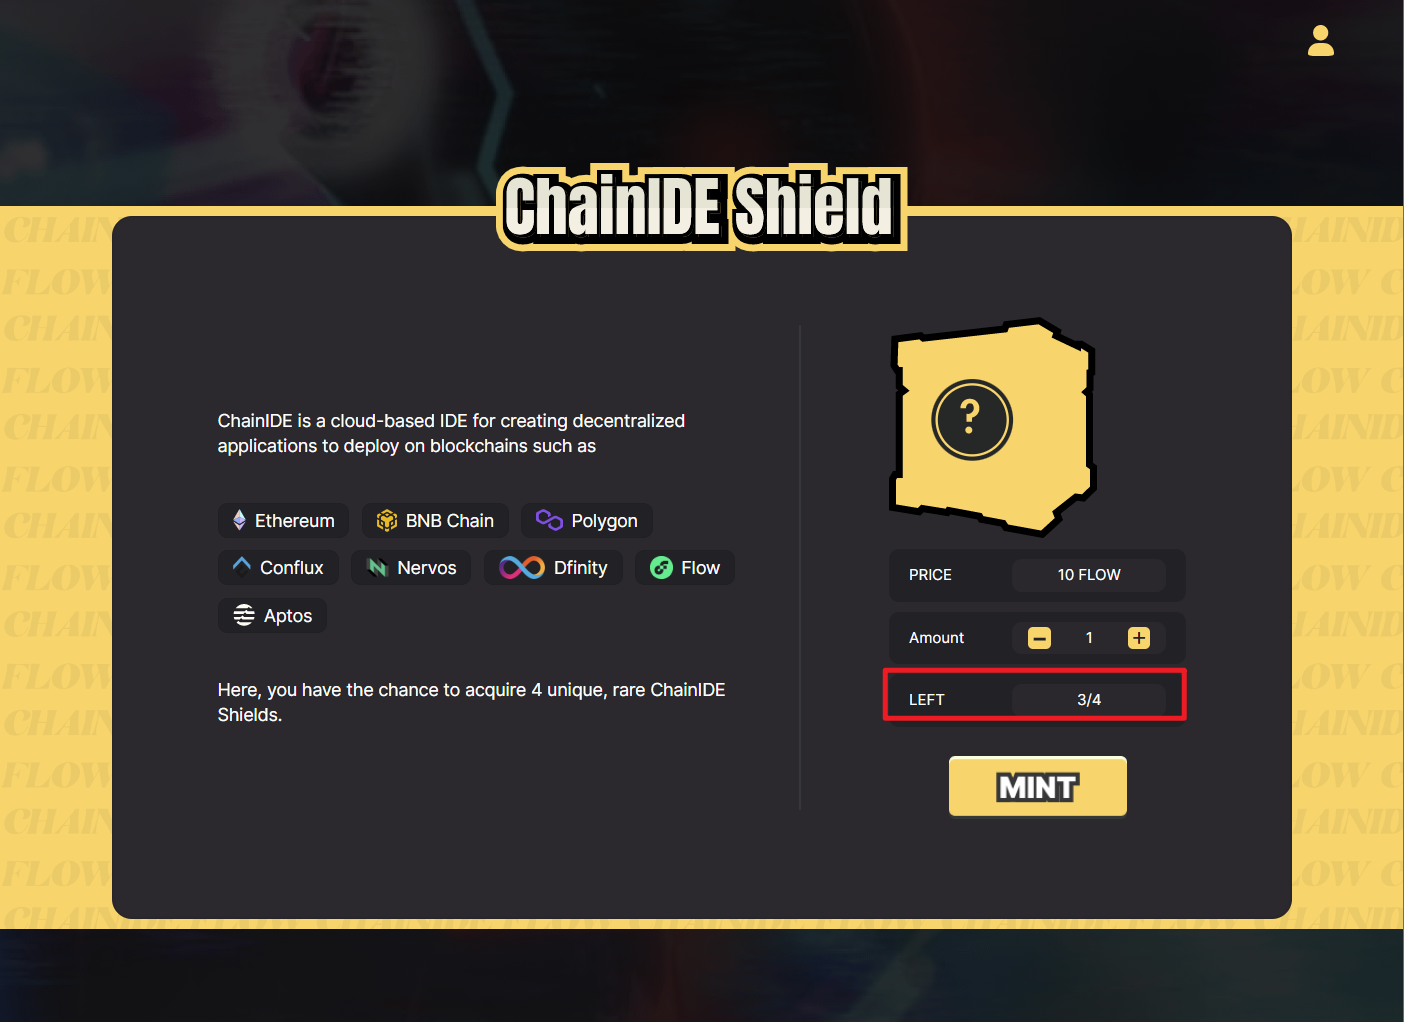 ChainIDE Shield
ChainIDE is a cloud-based IDE for creating decentralized
applications to deploy on blockchains such as
Ethereum BNB Chain Polygon
Conflux Nervos Dfinity Flow
Aptos
Here, you have the chance to acquire 4 unique, rare ChainIDE
Shields.
?
PRICE 10 FLOW
Amount − 1 +
LEFT 3/4
MINT